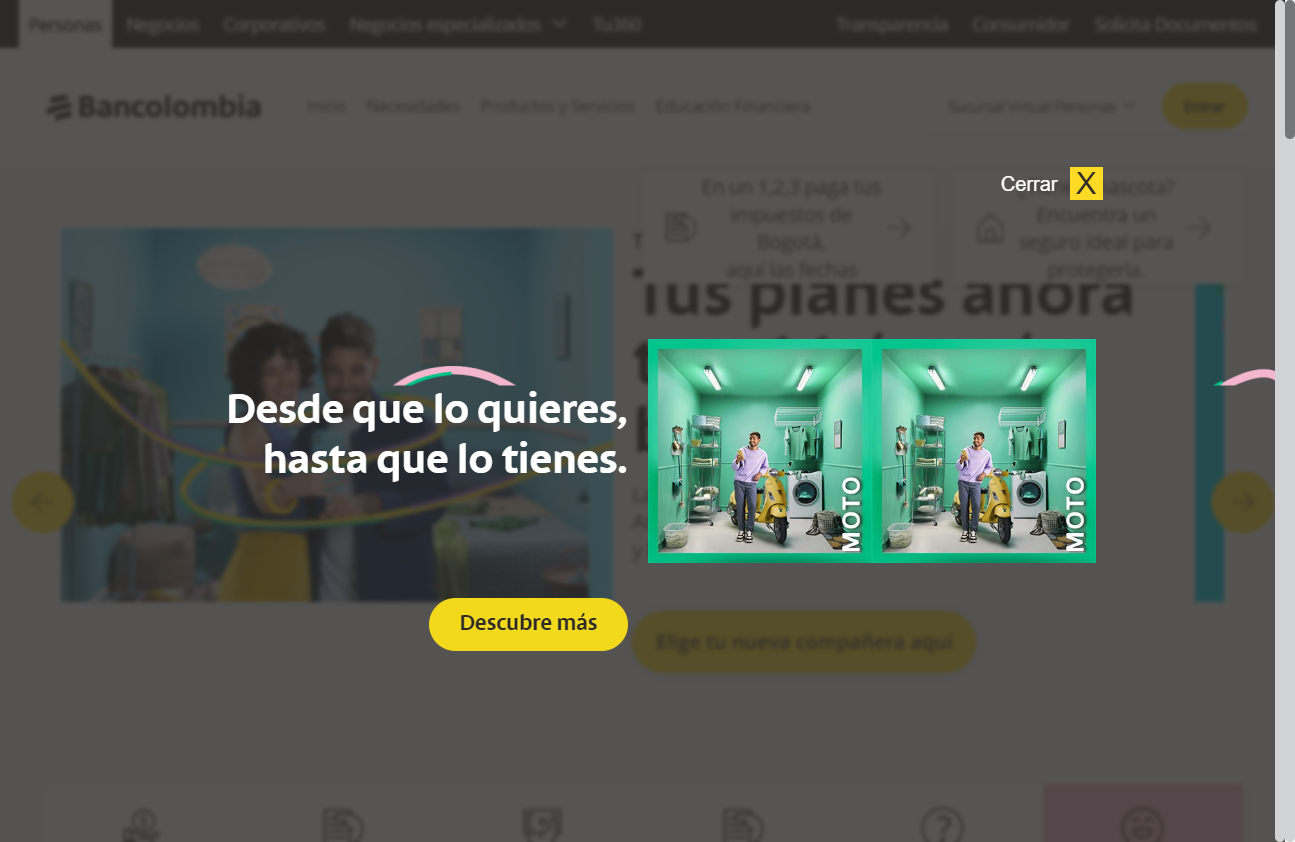 Personas Negocios Corporativos Negocios especializados Tu360 Transparencia Consumidor Solicita Documentos
Bancolombia Inicio Necesidades Productos y Servicios Educación Financiera Sucursal Virtual Personas Entrar
Cerrar X
En un 1,2,3 paga tus
impuestos de
Bogotá,
aquí las fechas
mascota?
Encuentra un
seguro ideal para
protegerla.
Tus planes ahora
Desde que lo quieres,
hasta que lo tienes.
MOTO
MOTO
Descubre más
Elige tu nueva compañera aquí